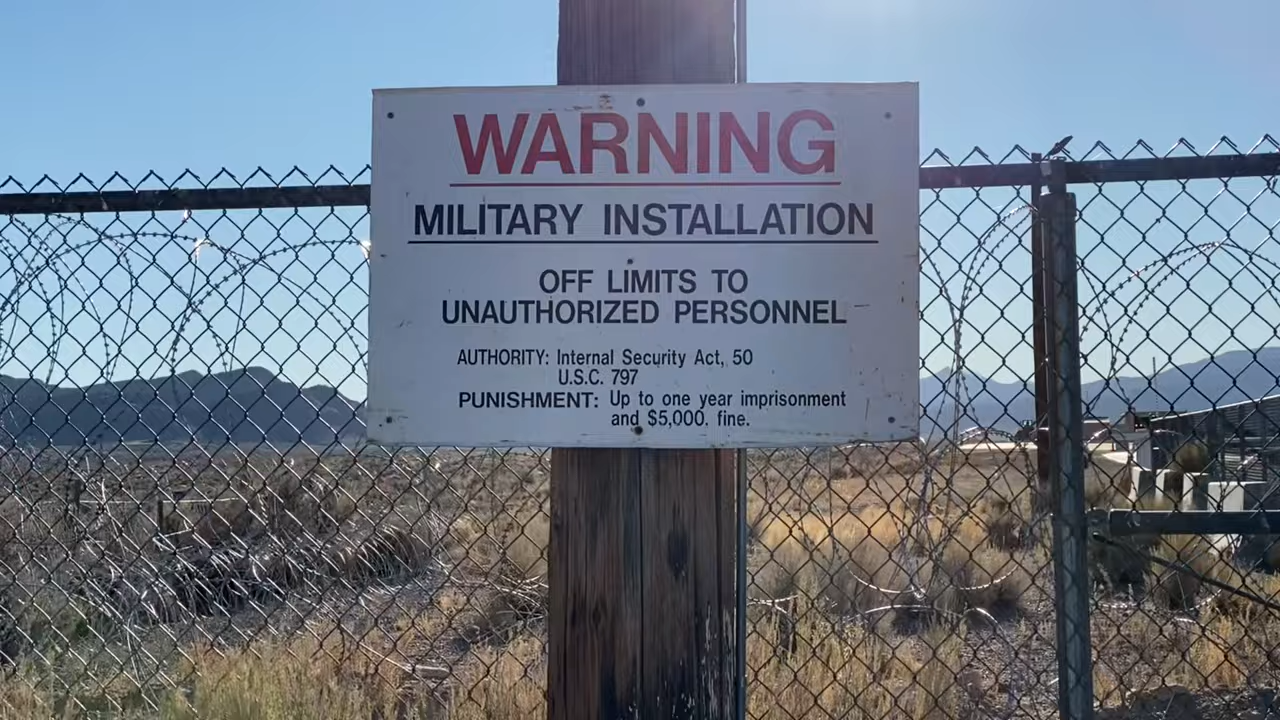 WARNING
MILITARY INSTALLATION
OFF LIMITS TO
UNAUTHORIZED PERSONNEL
AUTHORITY: Internal Security Act, 50
U.S.C. 797
PUNISHMENT: Up to one year imprisonment
and $5,000. fine.